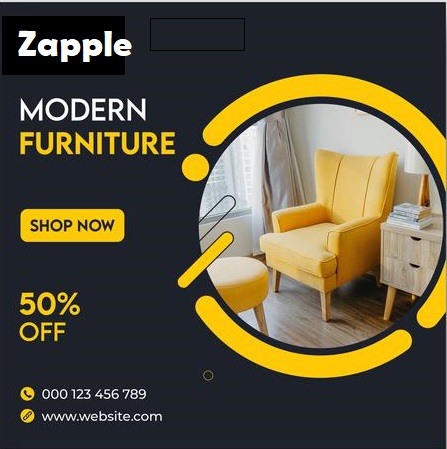 Zapple
MODERN
FURNITURE
SHOP NOW
50%
OFF
000 123 456 789
www.website.com